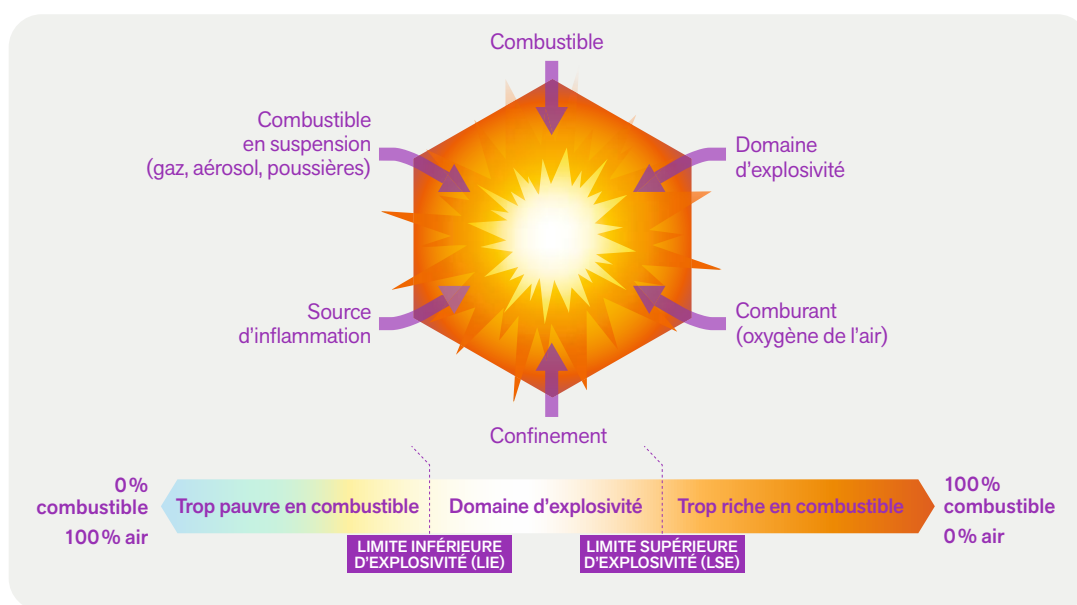 Combustible
Combustible
en suspension
(gaz, aérosol, poussières)
Domaine
d'explosivité
Source
d'inflammation
Comburant
(oxygène de l'air)
Confinement
0 %
combustible
100 % air
Trop pauvre en combustible
Domaine d'explosivité
Trop riche en combustible
100 %
combustible
0 % air
LIMITE INFÉRIEURE
D'EXPLOSIVITÉ (LIE)
LIMITE SUPÉRIEURE
D'EXPLOSIVITÉ (LSE)